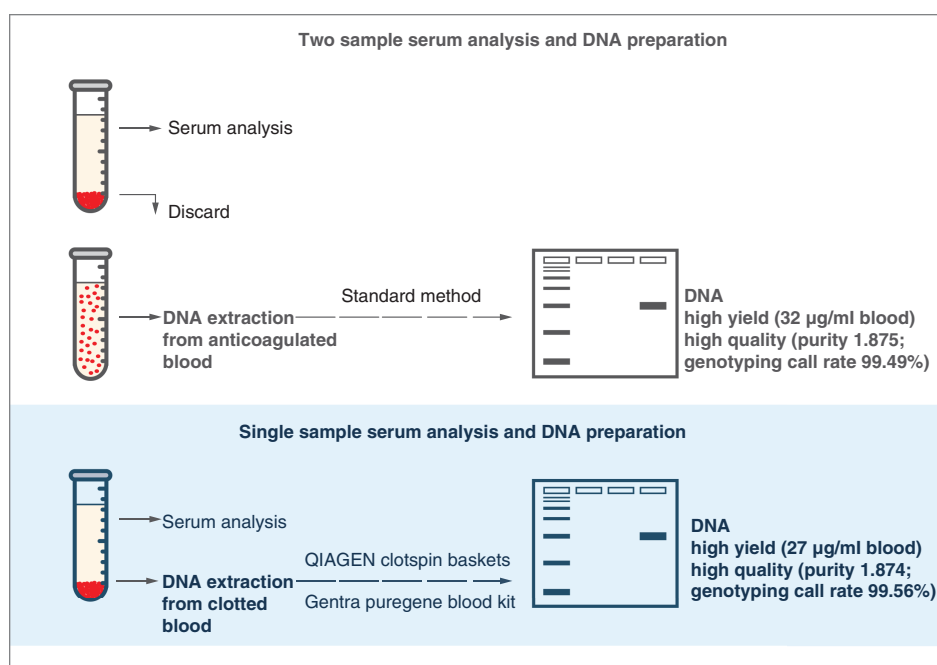 Two sample serum analysis and DNA preparation
Serum analysis
Discard
DNA extraction
from anticoagulated
blood
Standard method
DNA
high yield (32 µg/ml blood)
high quality (purity 1.875;
genotyping call rate 99.49%)
Single sample serum analysis and DNA preparation
Serum analysis
DNA extraction
from clotted
blood
QIAGEN clotspin baskets
Gentra puregene blood kit
DNA
high yield (27 µg/ml blood)
high quality (purity 1.874;
genotyping call rate 99.56%)